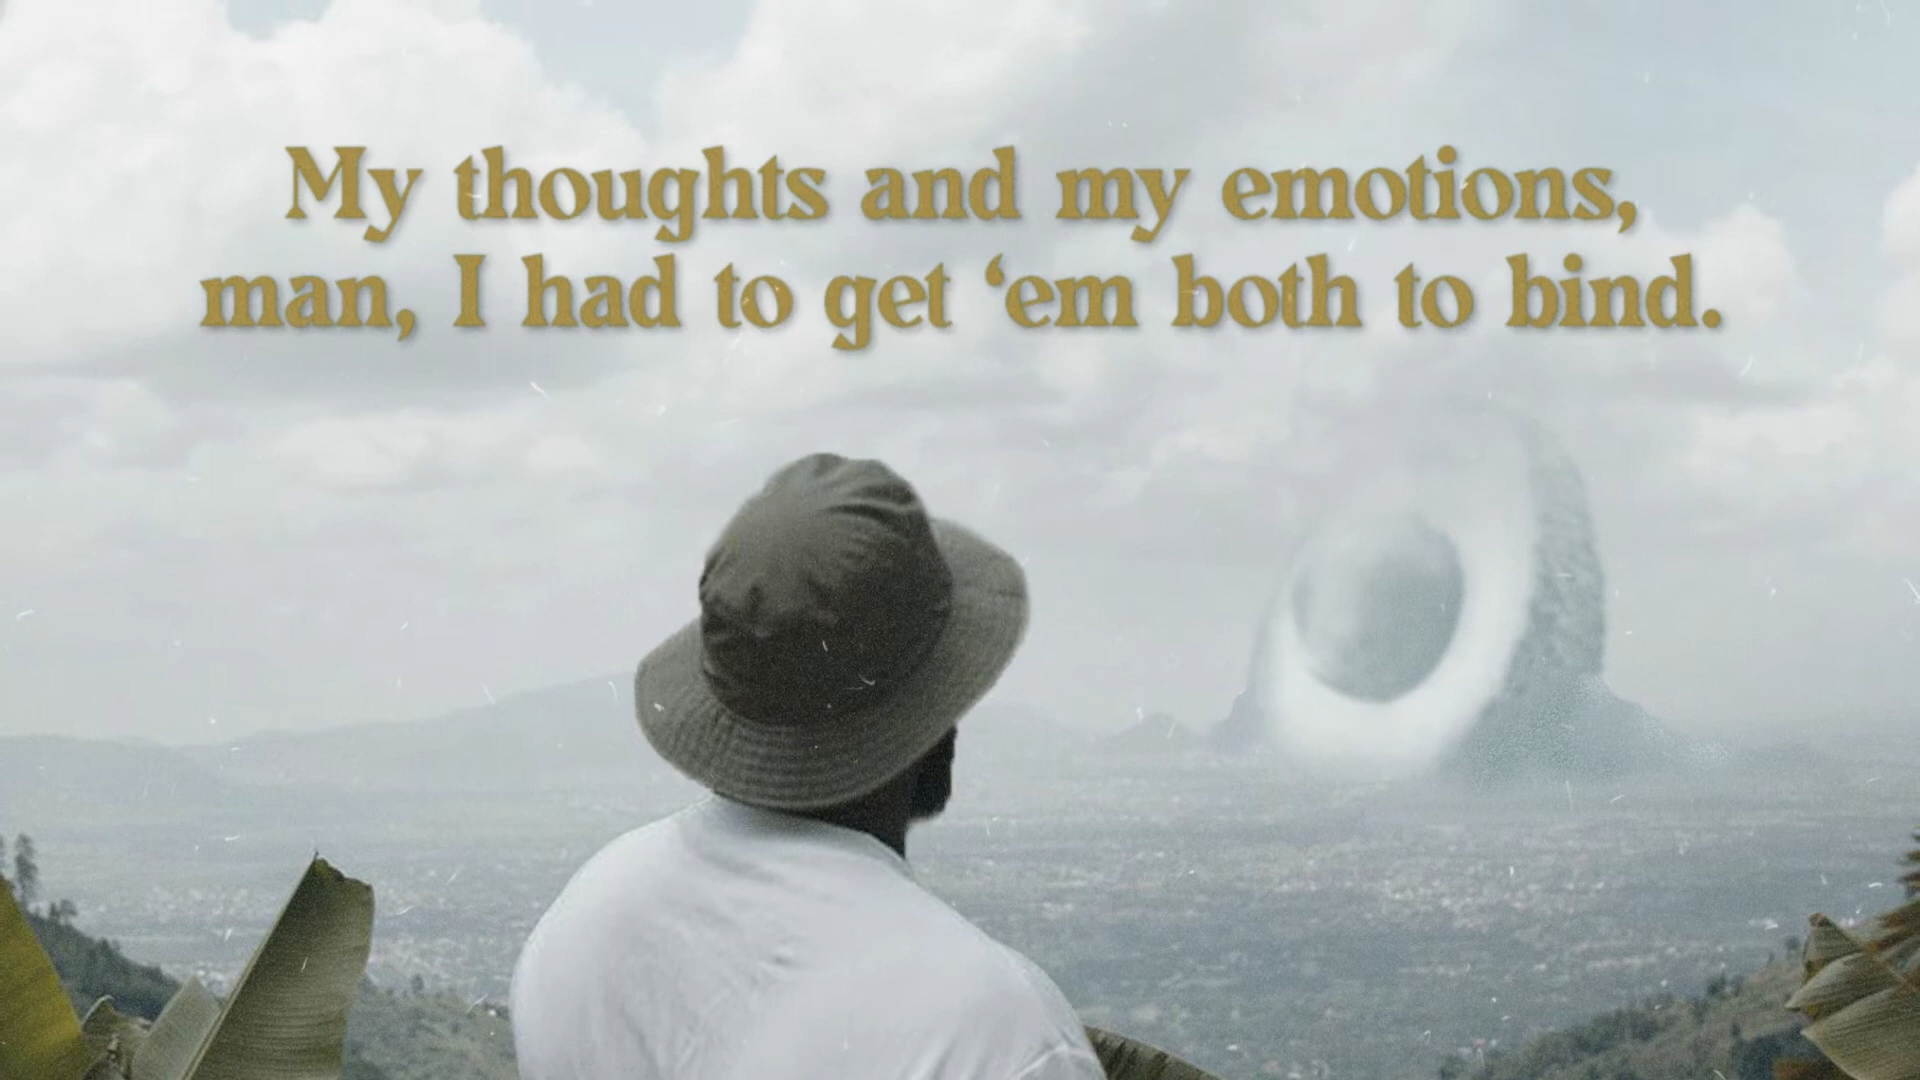 My thoughts and my emotions,
man, I had to get ‘em both to bind.